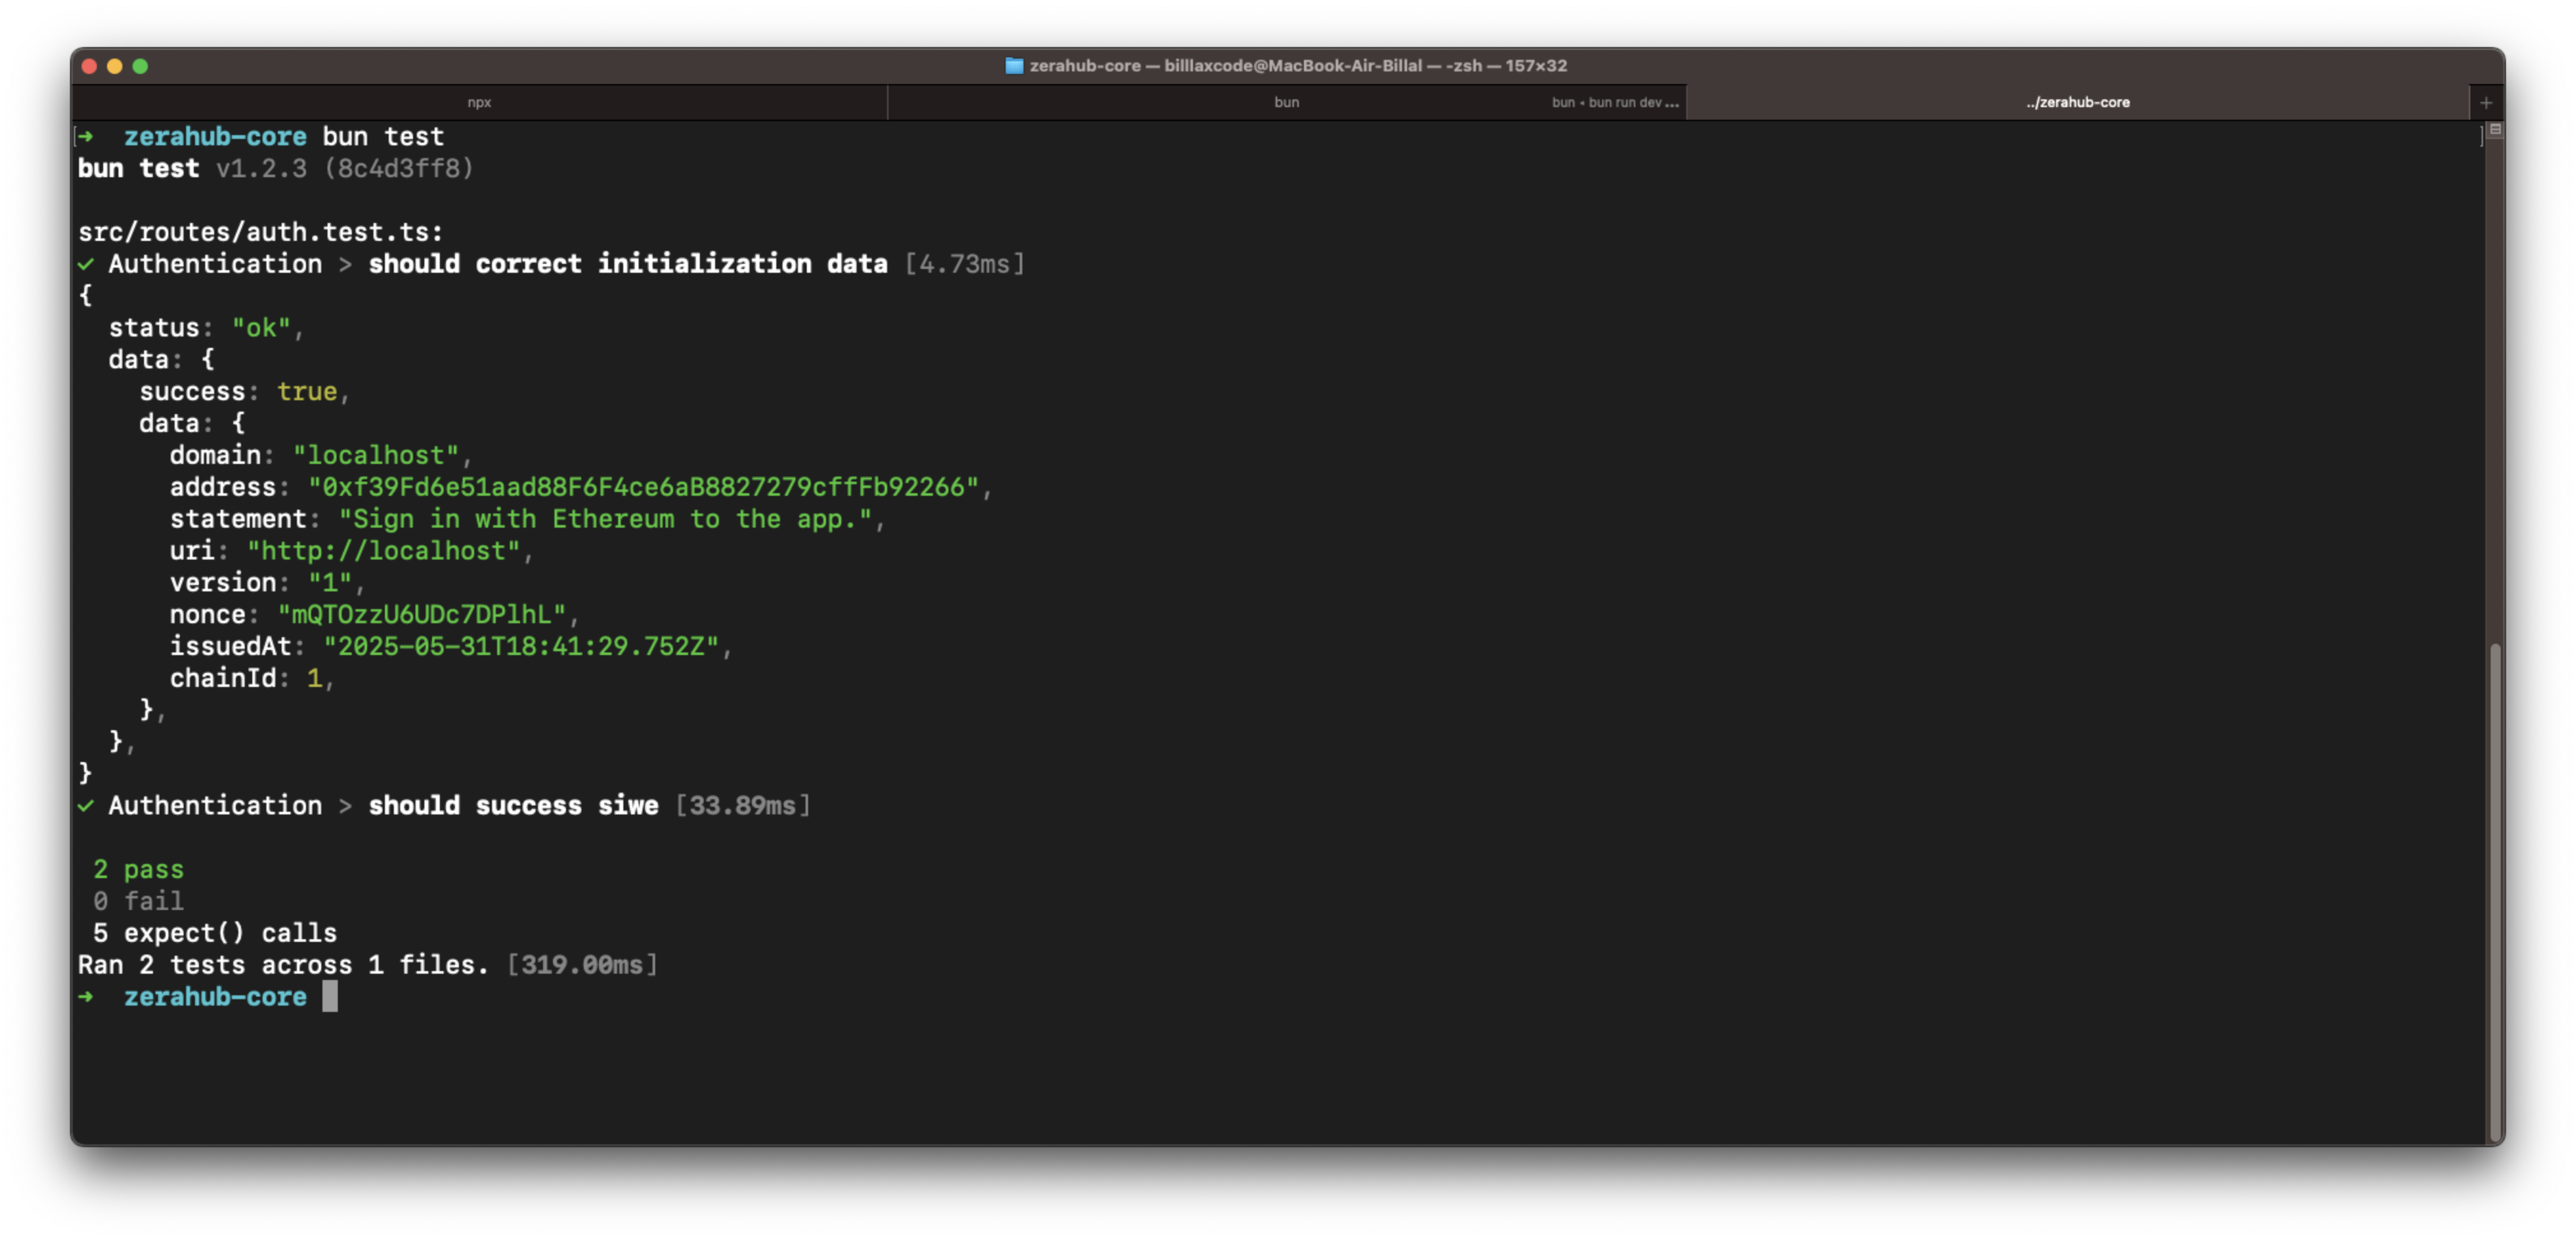 zerahub-core — billlaxcode@MacBook-Air-Billal — -zsh — 157×32
npx
bun
bun ◂ bun run dev ...
../zerahub-core
+
[➜  zerahub-core bun test ]
bun test v1.2.3 (8c4d3ff8)
src/routes/auth.test.ts:
✓ Authentication > should correct initialization data [4.73ms]
{
  status: "ok",
  data: {
    success: true,
    data: {
      domain: "localhost",
      address: "0xf39Fd6e51aad88F6F4ce6aB8827279cffFb92266",
      statement: "Sign in with Ethereum to the app.",
      uri: "http://localhost",
      version: "1",
      nonce: "mQTOzzU6UDc7DPlhL",
      issuedAt: "2025-05-31T18:41:29.752Z",
      chainId: 1,
    },
  },
}
✓ Authentication > should success siwe [33.89ms]
 2 pass
 0 fail
 5 expect() calls
Ran 2 tests across 1 files. [319.00ms]
➜  zerahub-core